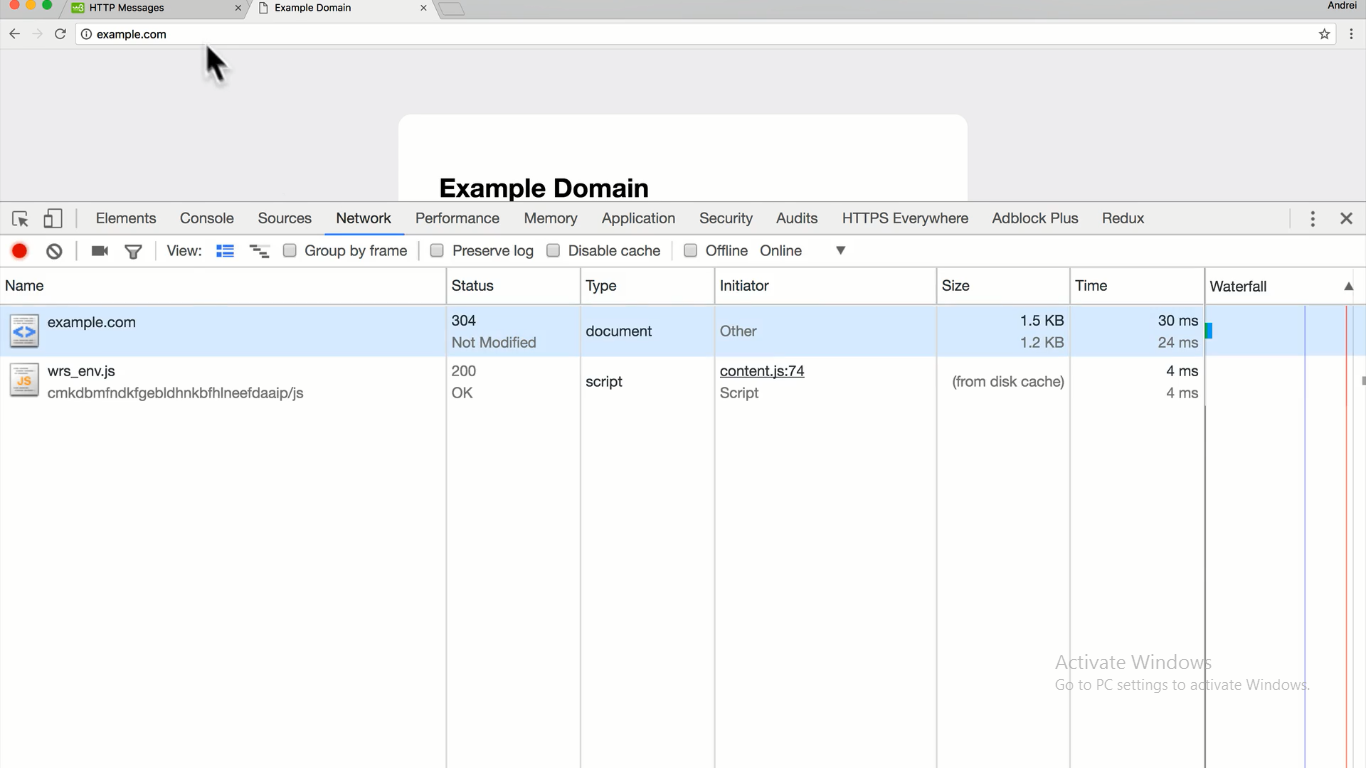 HTTP Messages
Example Domain
Andrei
example.com
Example Domain
Elements Console Sources Network Performance Memory Application Security Audits HTTPS Everywhere Adblock Plus Redux
View: Group by frame Preserve log Disable cache Offline Online
Name Status Type Initiator Size Time Waterfall
example.com 304 document Other 1.5 KB 30 ms
Not Modified 1.2 KB 24 ms
wrs_env.js 200 script content.js:74 (from disk cache) 4 ms
cmkdbmfndkfgebldhnkbfhlneefdaaip/js OK Script 4 ms
Activate Windows
Go to PC settings to activate Windows.